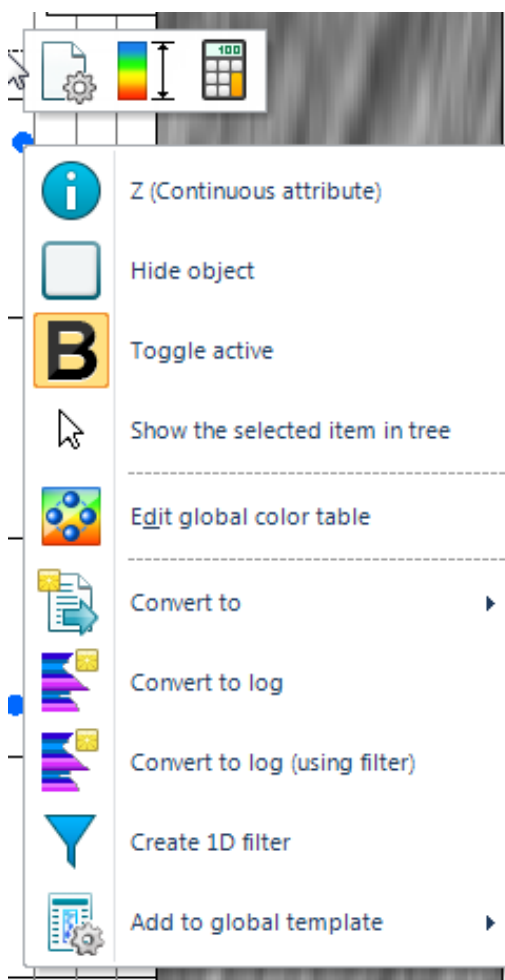 100
Z (Continuous attribute)
Hide object
B
Toggle active
Show the selected item in tree
Edit global color table
Convert to
Convert to log
Convert to log (using filter)
Create 1D filter
Add to global template